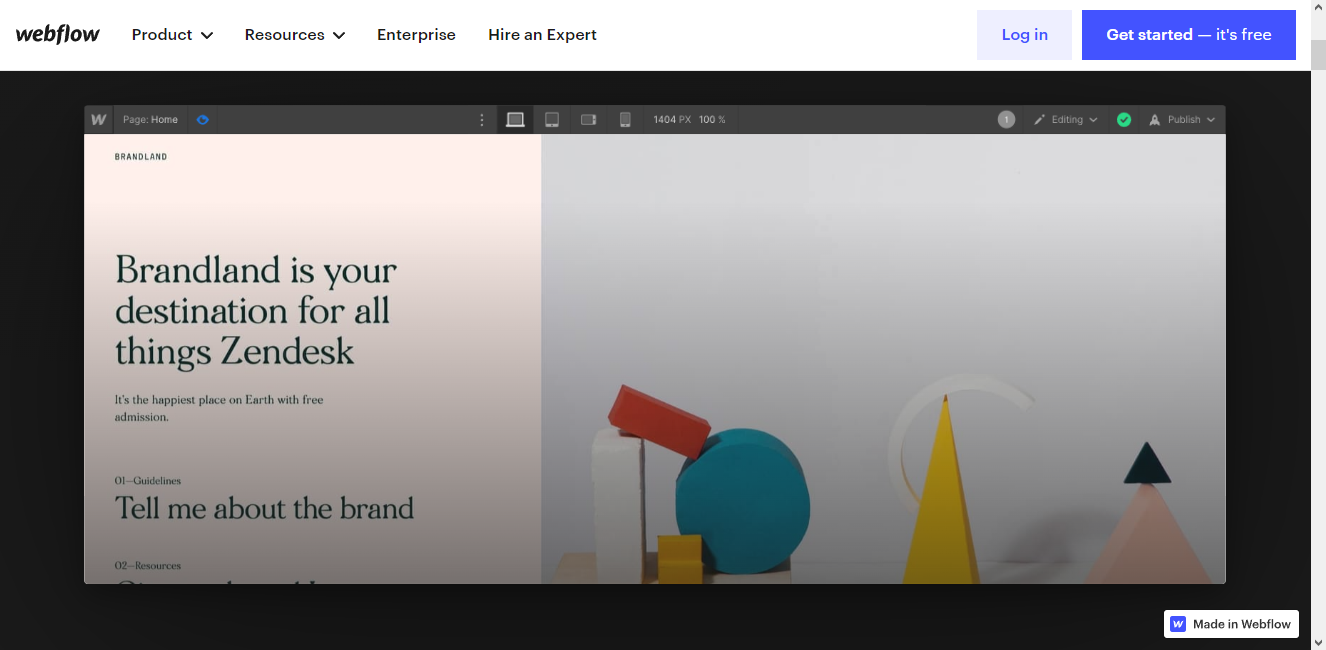 webflow
Product
Resources
Enterprise
Hire an Expert
Log in
Get started — it's free
W
Page: Home
1404 PX 100 %
1
Editing
Publish
BRANDLAND
Brandland is your
destination for all
things Zendesk
It's the happiest place on Earth with free
admission.
01—Guidelines
Tell me about the brand
02—Resources
W Made in Webflow